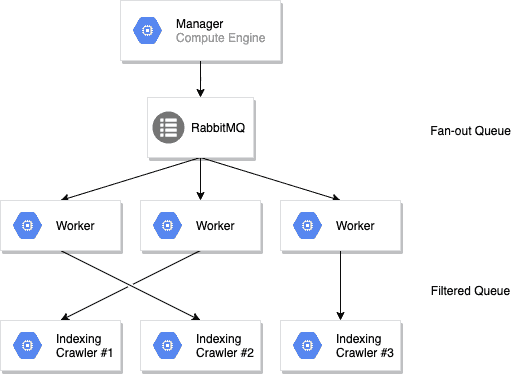 Manager
Compute Engine
RabbitMQ
Fan-out Queue
Worker
Worker
Worker
Filtered Queue
Indexing
Crawler #1
Indexing
Crawler #2
Indexing
Crawler #3